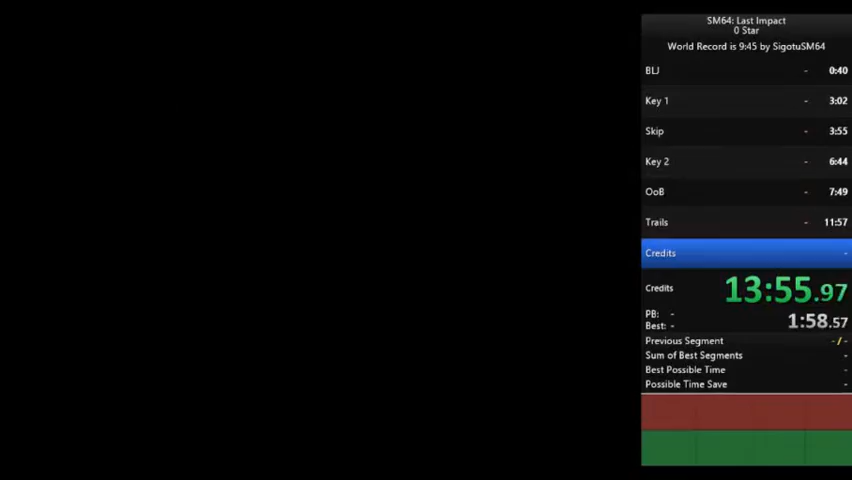 SM64: Last Impact
0 Star
World Record is 9:45 by SigotuSM64
BLJ - 0:40
Key 1 - 3:02
Skip - 3:55
Key 2 - 6:44
OoB - 7:49
Trails - 11:57
Credits -
Credits 13:55.97
PB: -
Best: - 1:58.57
Previous Segment - / -
Sum of Best Segments -
Best Possible Time -
Possible Time Save -